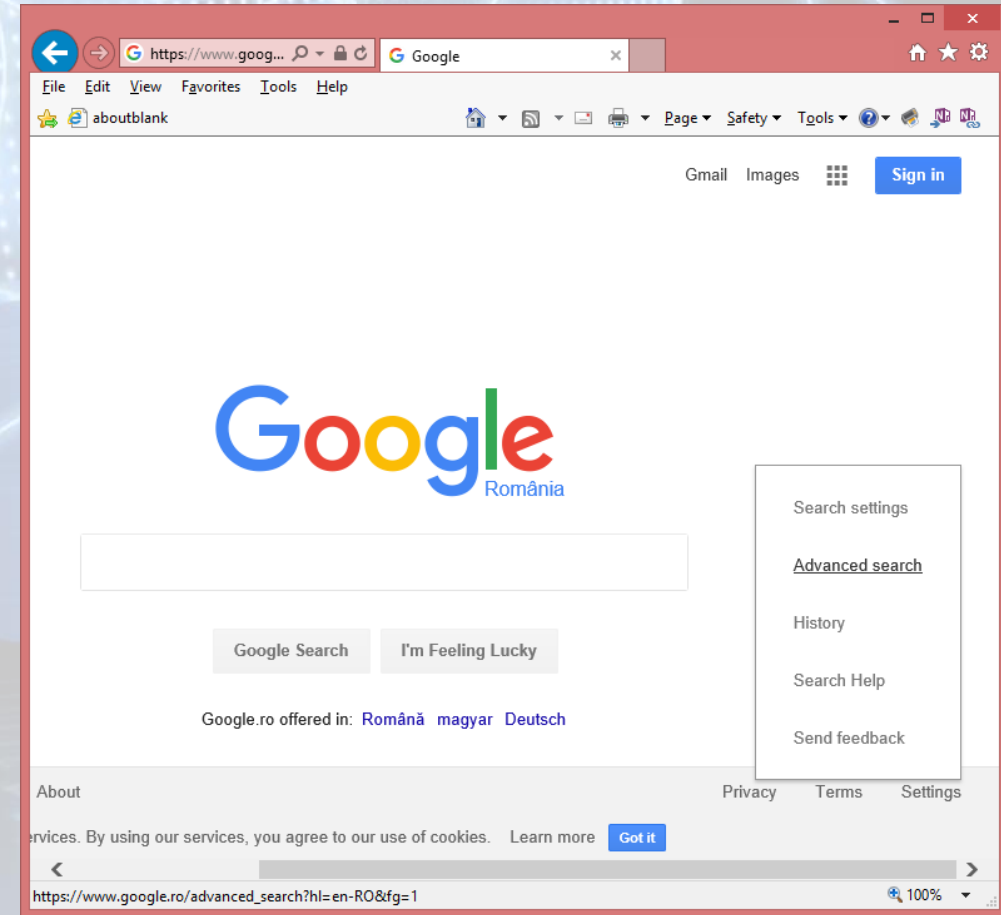 https://www.goog...
Google
File Edit View Favorites Tools Help
aboutblank
Page Safety Tools
Gmail Images Sign in
Google
România
Search settings
Advanced search
History
Search Help
Send feedback
Google Search I'm Feeling Lucky
Google.ro offered in: Română magyar Deutsch
About Privacy Terms Settings
ervices. By using our services, you agree to our use of cookies. Learn more Got it
https://www.google.ro/advanced_search?hl=en-RO&fg=1
100%